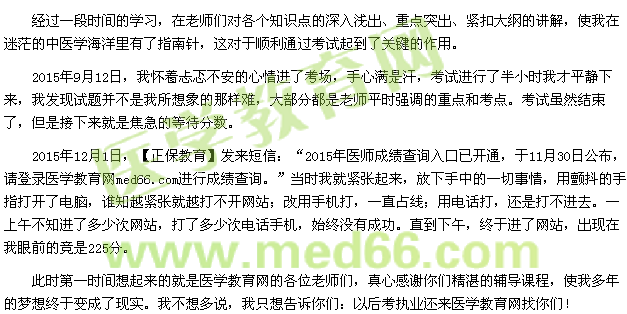 经过一段时间的学习，在老师们对各个知识点的深入浅出、重点突出、紧扣大纲的讲解，使我在
迷茫的中医学海洋里有了指南针，这对于顺利通过考试起到了关键的作用。
2015年9月12日，我怀着忐忑不安的心情进了考场，手心满是汗，考试进行了半小时我才平静下
来，我发现试题并不是我所想象的那样难，大部分都是老师平时强调的重点和考点。考试虽然结束
了，但是接下来就是焦急的等待分数。
2015年12月1日，【正保教育】发来短信：“2015年医师成绩查询入口已开通，于11月30日公布，
请登录医学教育网med66.com进行成绩查询。”当时我就紧张起来，放下手中的一切事情，用颤抖的手
指打开了电脑，谁知越紧张就越打不开网站；改用手机打，一直占线；用电话打，还是打不进去。一
上午不知进了多少次网站，打了多少次电话手机，始终没有成功。直到下午，终于进了网站，出现在
我眼前的竟是225分。
此时第一时间想起来的就是医学教育网的各位老师们，真心感谢你们精湛的辅导课程，使我多年
的梦想终于变成了现实。我不想多说，我只想告诉你们：以后考执业还来医学教育网找你们！
医学教育网
www.med66.com